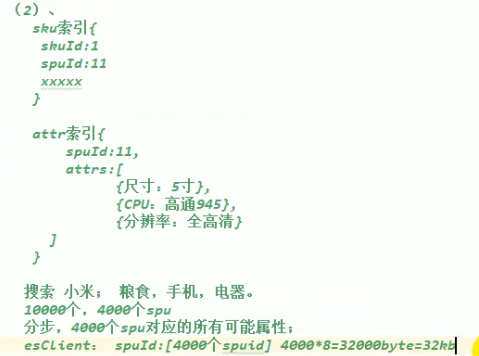 （2）、
sku索引{
skuId:1
spuId:11
xxxxx
}
attr索引{
spuId:11,
attrs:[
{尺寸：5寸},
{CPU：高通945},
{分辨率：全高清}
]
}
搜索 小米； 粮食，手机，电器。
10000个，4000个spu
分步，4000个spu对应的所有可能属性；
esClient： spuId:[4000个spuid] 4000*8=32000byte=32kb